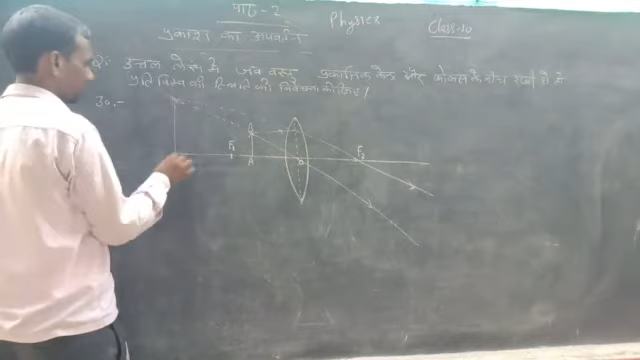 पाठ-2
Physics
Class-10
प्रकाश का अपवर्तन
Q:- उत्तल लेंस में जब वस्तु प्रकाशिक केंद्र और फोकस के बीच रखी हो तो
प्रतिबिम्ब की स्थिति की विवेचना कीजिए।
उ०:-
F₁
B
A
O
F₂